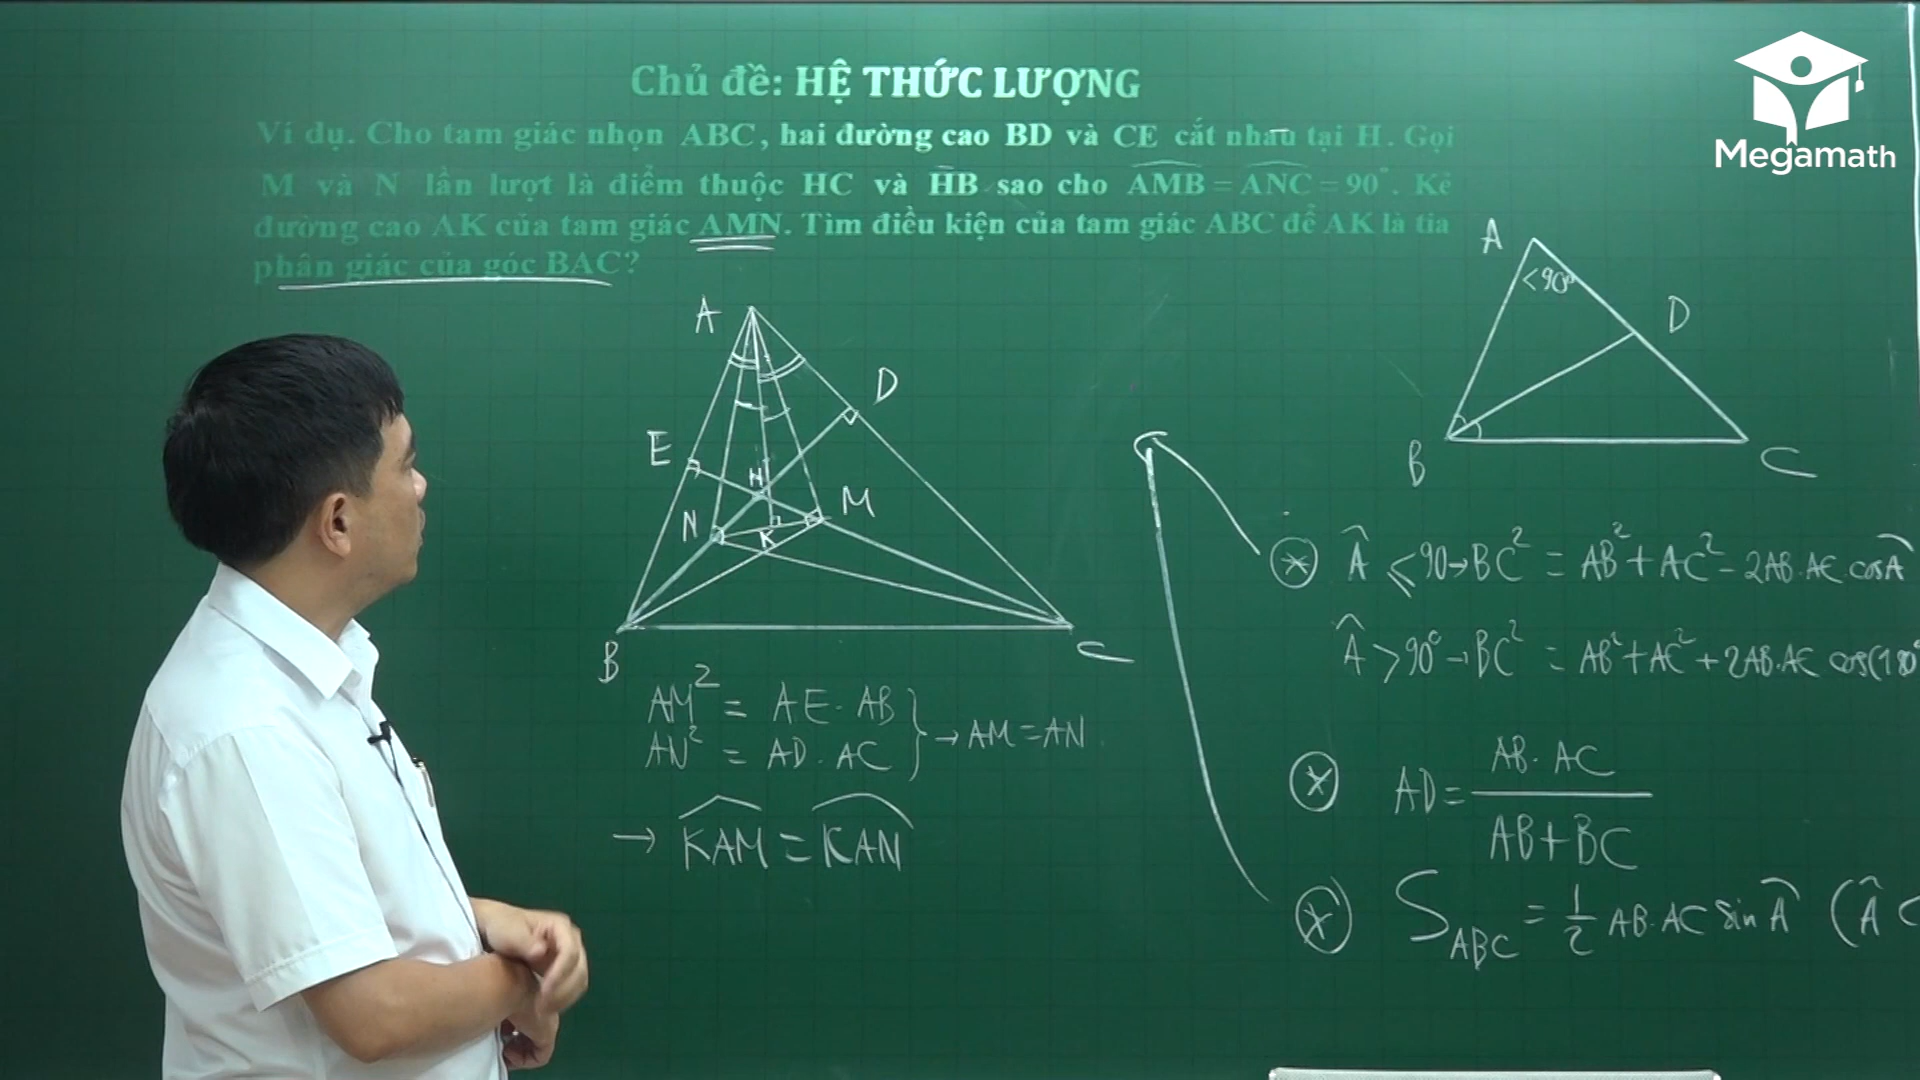 Chủ đề: HỆ THỨC LƯỢNG
Megamath
Ví dụ. Cho tam giác nhọn ABC, hai đường cao BD và CE cắt nhau tại H. Gọi
M và N lần lượt là điểm thuộc HC và HB sao cho AMB = ANC = 90°. Kẻ
đường cao AK của tam giác AMN. Tìm điều kiện của tam giác ABC để AK là tia
phân giác của góc BAC?
A
<90°
D
B
C
A
D
E
H
N
K
M
B
C
AM² = AE.AB
AN² = AD.AC
→ AM = AN
→ KAM = KAN
Â ≤ 90 → BC² = AB² + AC² - 2AB.AC.cosA
Â > 90° → BC² = AB² + AC² + 2AB.AC cos(180°
AD = AB.AC / AB+BC
S_ABC = 1/2 AB.AC sinA (Â <